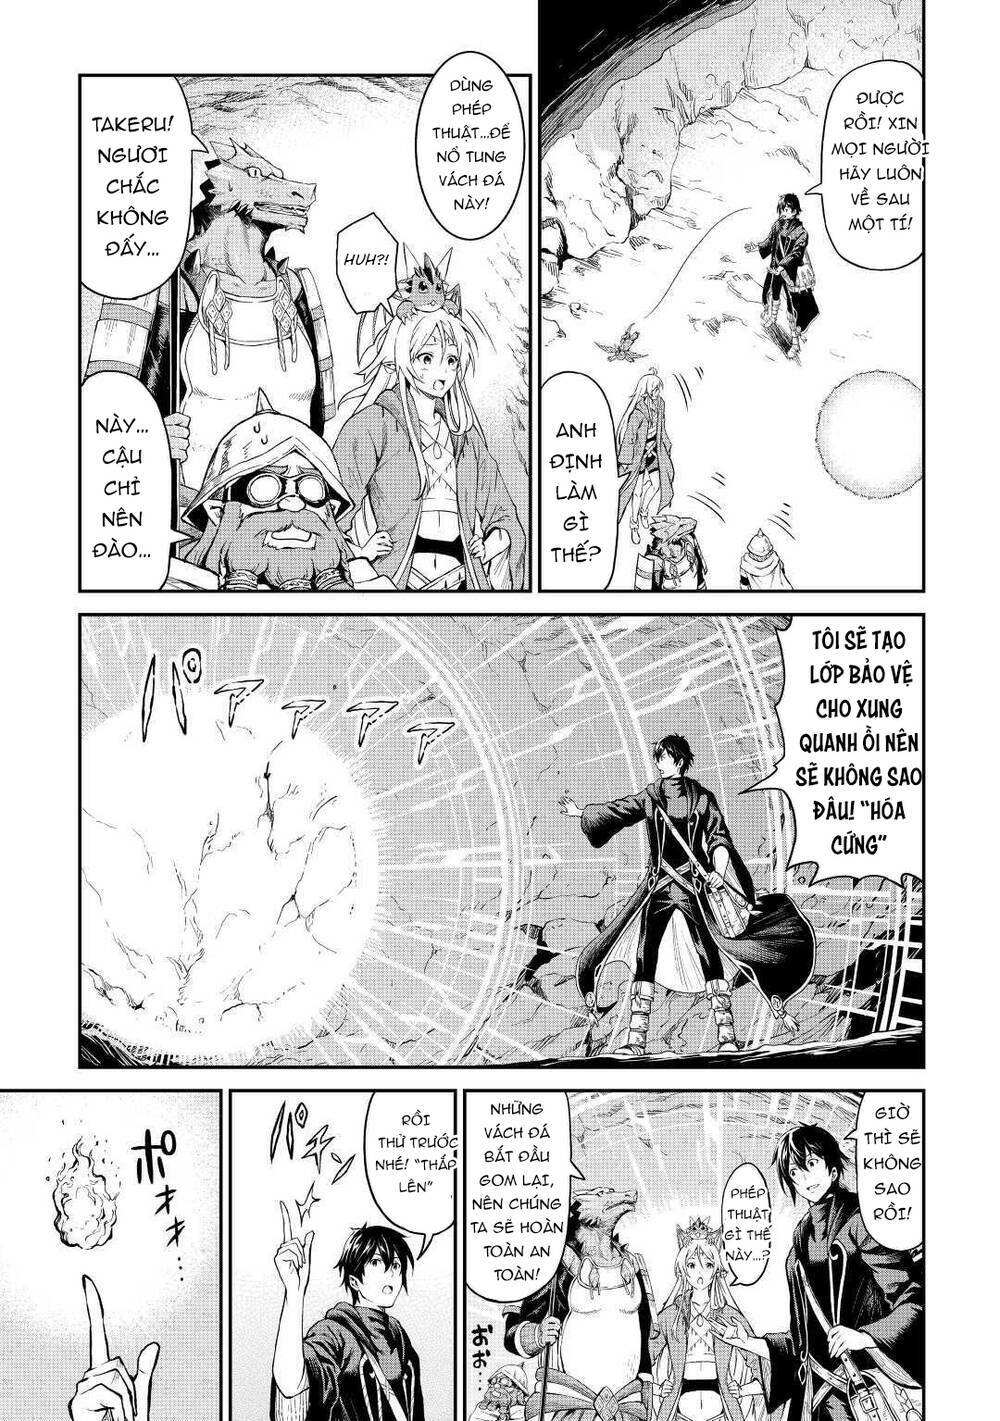 ĐƯỢC
RỒI! XIN
MỌI NGƯỜI
HÃY LUÔN
VỀ SAU
MỘT TÍ!
ANH
ĐỊNH
LÀM
GÌ
THẾ?
DÙNG
PHÉP
THUẬT...ĐỂ
NỔ TUNG
VÁCH ĐÁ
NÀY!
HUH?!
TAKERU!
NGƯƠI
CHẮC
KHÔNG
ĐẤY...
NÀY...
CẬU
CHỈ
NÊN
ĐÀO...
TÔI SẼ TẠO
LỚP BẢO VỆ
CHO XUNG
QUANH ỒI NÊN
SẼ KHÔNG SAO
ĐÂU! "HÓA
CỨNG"
パアアアア
GIỜ
THÌ SẼ
KHÔNG
SAO
RỒI!
PHÉP
THUẬT
GÌ THẾ
NÀY...?
NHỮNG
VÁCH ĐÁ
BẮT ĐẦU
GOM LẠI,
NÊN CHÚNG
TA SẼ HOÀN
TOÀN AN
TOÀN!
おお...
RỒI
THỬ TRƯỚC
NHÉ! "THẮP
LÊN"
パチン
ポオォ...